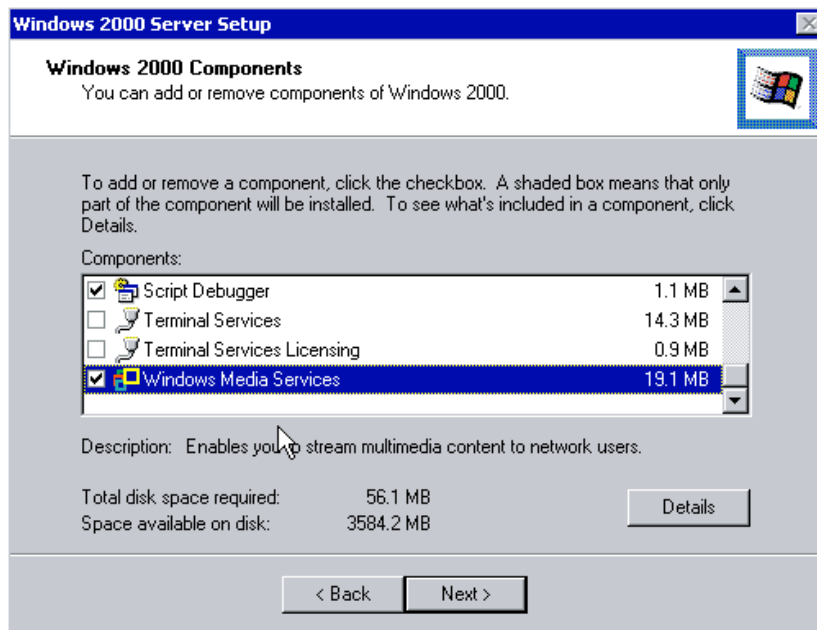 Windows 2000 Server Setup
Windows 2000 Components
You can add or remove components of Windows 2000.
To add or remove a component, click the checkbox. A shaded box means that only
part of the component will be installed. To see what's included in a component, click
Details.
Components:
Script Debugger 1.1 MB
Terminal Services 14.3 MB
Terminal Services Licensing 0.9 MB
Windows Media Services 19.1 MB
Description: Enables you to stream multimedia content to network users.
Total disk space required: 56.1 MB
Space available on disk: 3584.2 MB
Details
< Back Next >